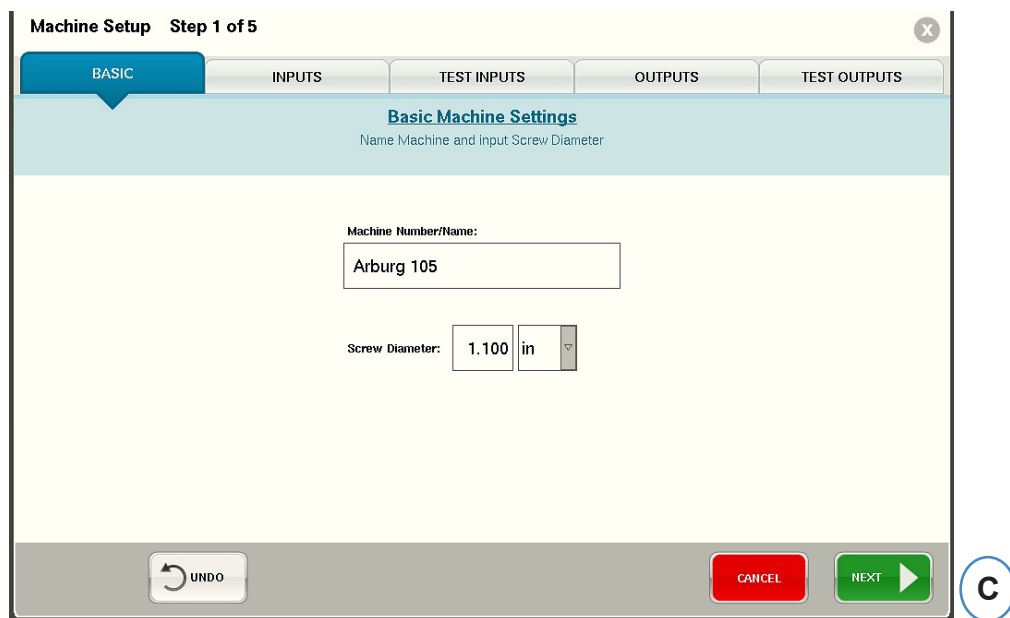 Machine Setup Step 1 of 5
X
BASIC INPUTS TEST INPUTS OUTPUTS TEST OUTPUTS
Basic Machine Settings
Name Machine and input Screw Diameter
Machine Number/Name:
Arburg 105
Screw Diameter: 1.100 in
UNDO CANCEL NEXT
C